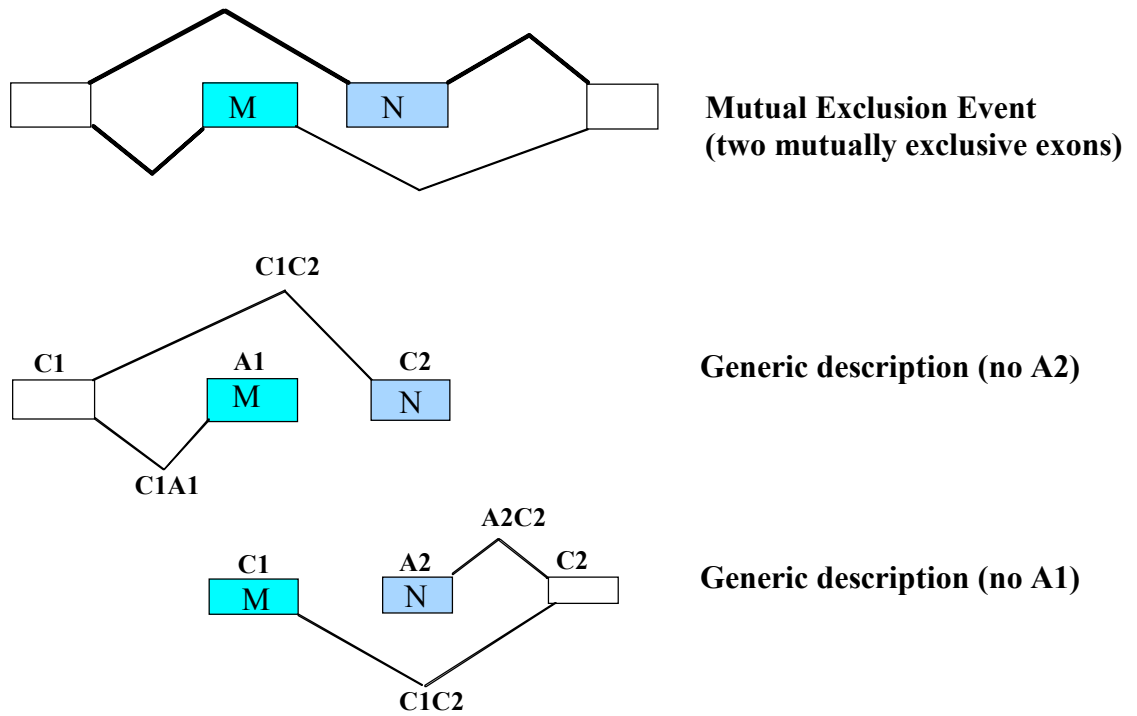 M
N
Mutual Exclusion Event
(two mutually exclusive exons)
C1C2
C1
A1
C2
M
N
Generic description (no A2)
C1A1
A2C2
C1
A2
C2
M
N
Generic description (no A1)
C1C2